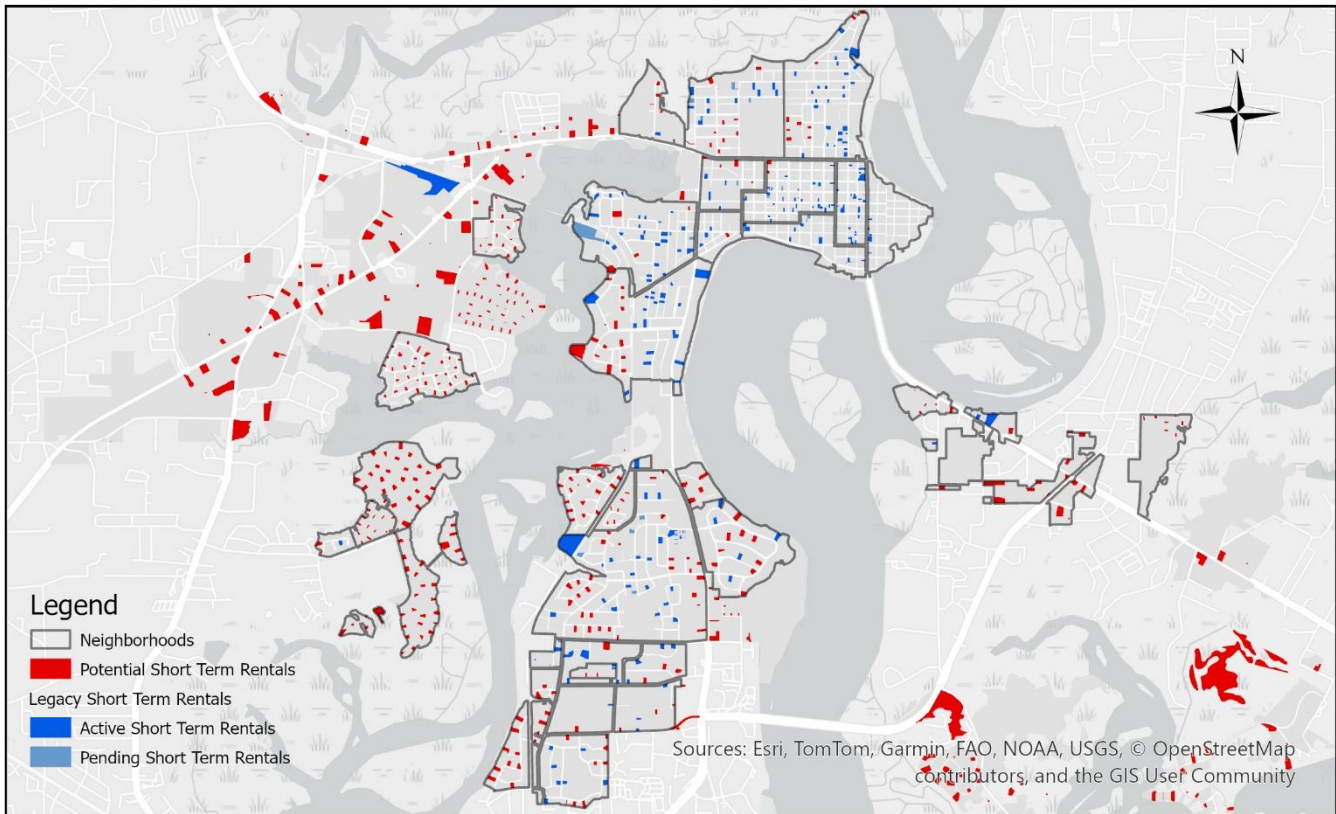 N
Legend
Neighborhoods
Potential Short Term Rentals
Legacy Short Term Rentals
Active Short Term Rentals
Pending Short Term Rentals
Sources: Esri, TomTom, Garmin, FAO, NOAA, USGS, © OpenStreetMap
contributors, and the GIS User Community